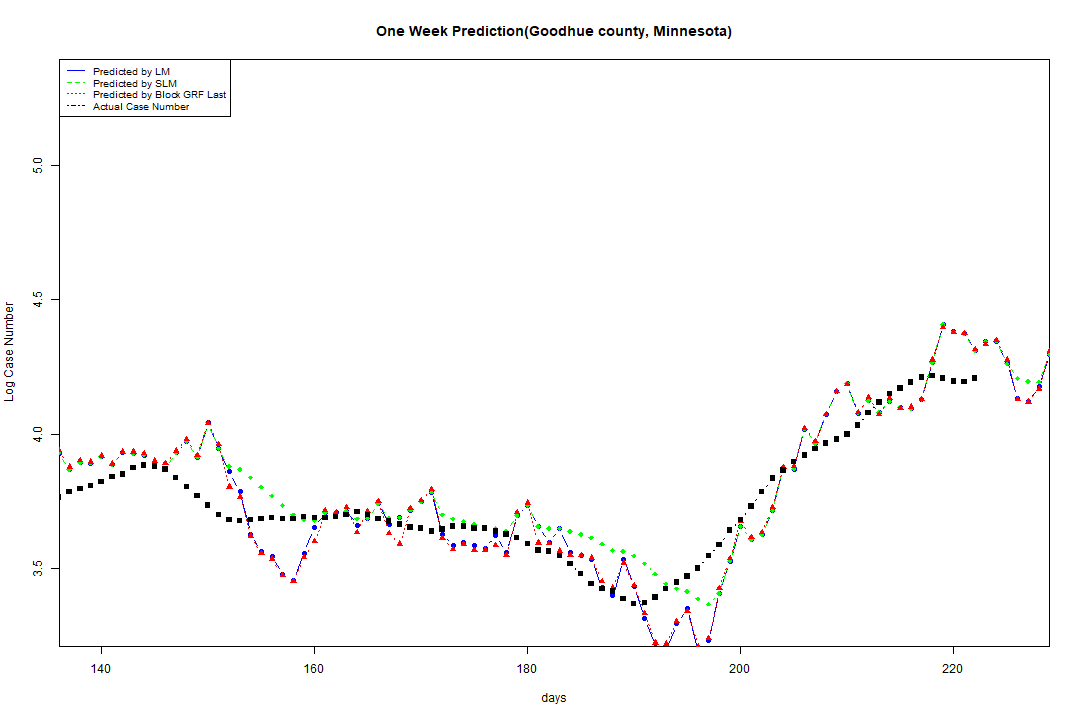 One Week Prediction(Goodhue county, Minnesota)
Predicted by LM
Predicted by SLM
Predicted by Block GRF Last
Actual Case Number
5.0
4.5
4.0
3.5
Log Case Number
140 160 180 200 220
days